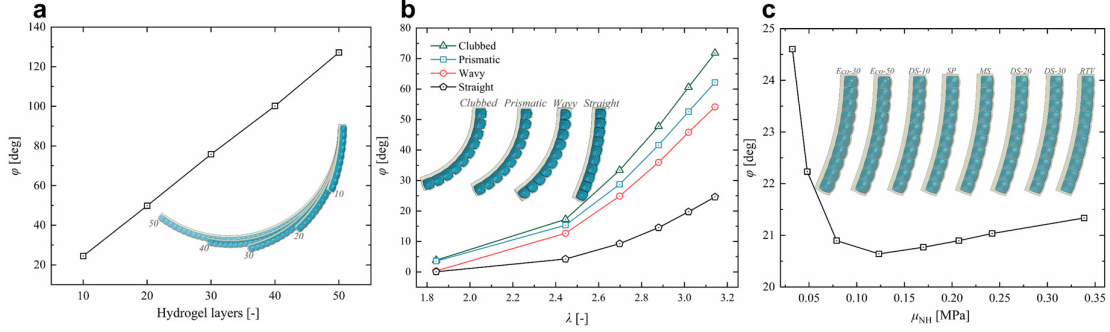 a
140
120
100
80
60
40
20
φ [deg]
10
20
30
40
50
10
20
30
40
50
Hydrogel layers [-]
b
80
70
60
50
40
30
20
10
0
φ [deg]
Clubbed
Prismatic
Wavy
Straight
Clubbed Prismatic Wavy Straight
1.8 2.0 2.2 2.4 2.6 2.8 3.0 3.2
λ [-]
c
25
24
23
22
21
20
φ [deg]
Eco-30 Eco-50 DS-10 SP MS DS-20 DS-30 RTV
0.05 0.10 0.15 0.20 0.25 0.30 0.35
μNH [MPa]